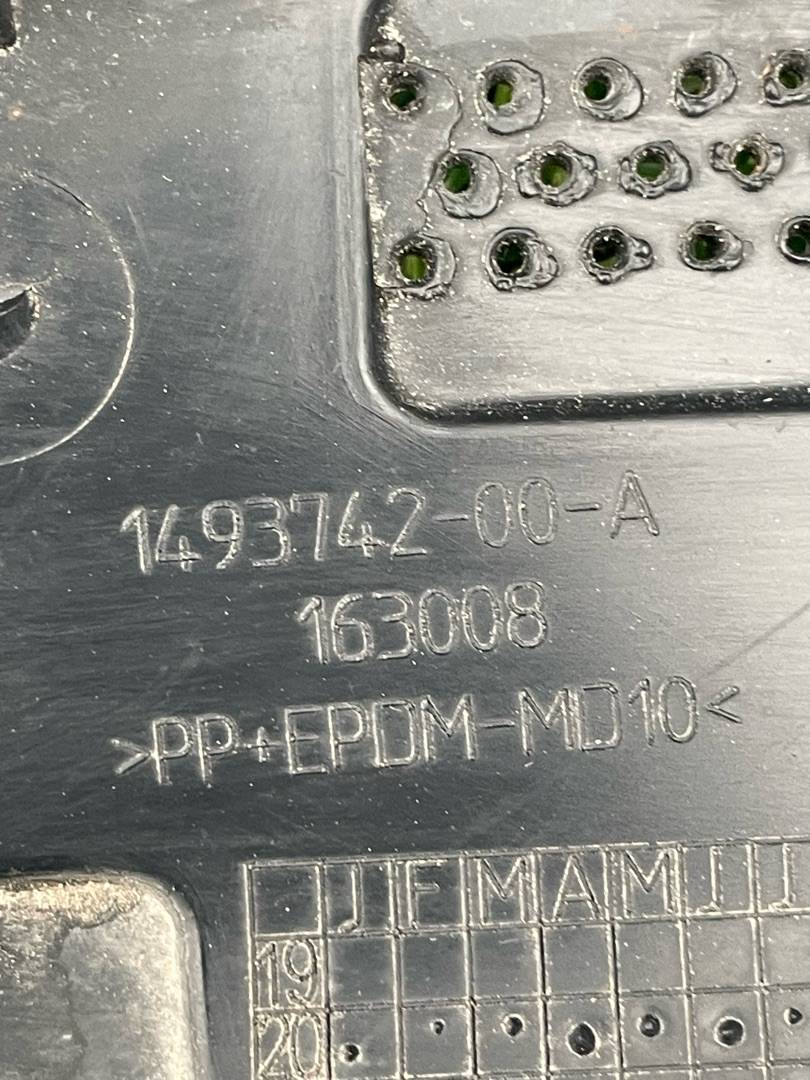 1493742-00-A
163008
>PP+EPDM-MD10<
J F M A M J J
19
20